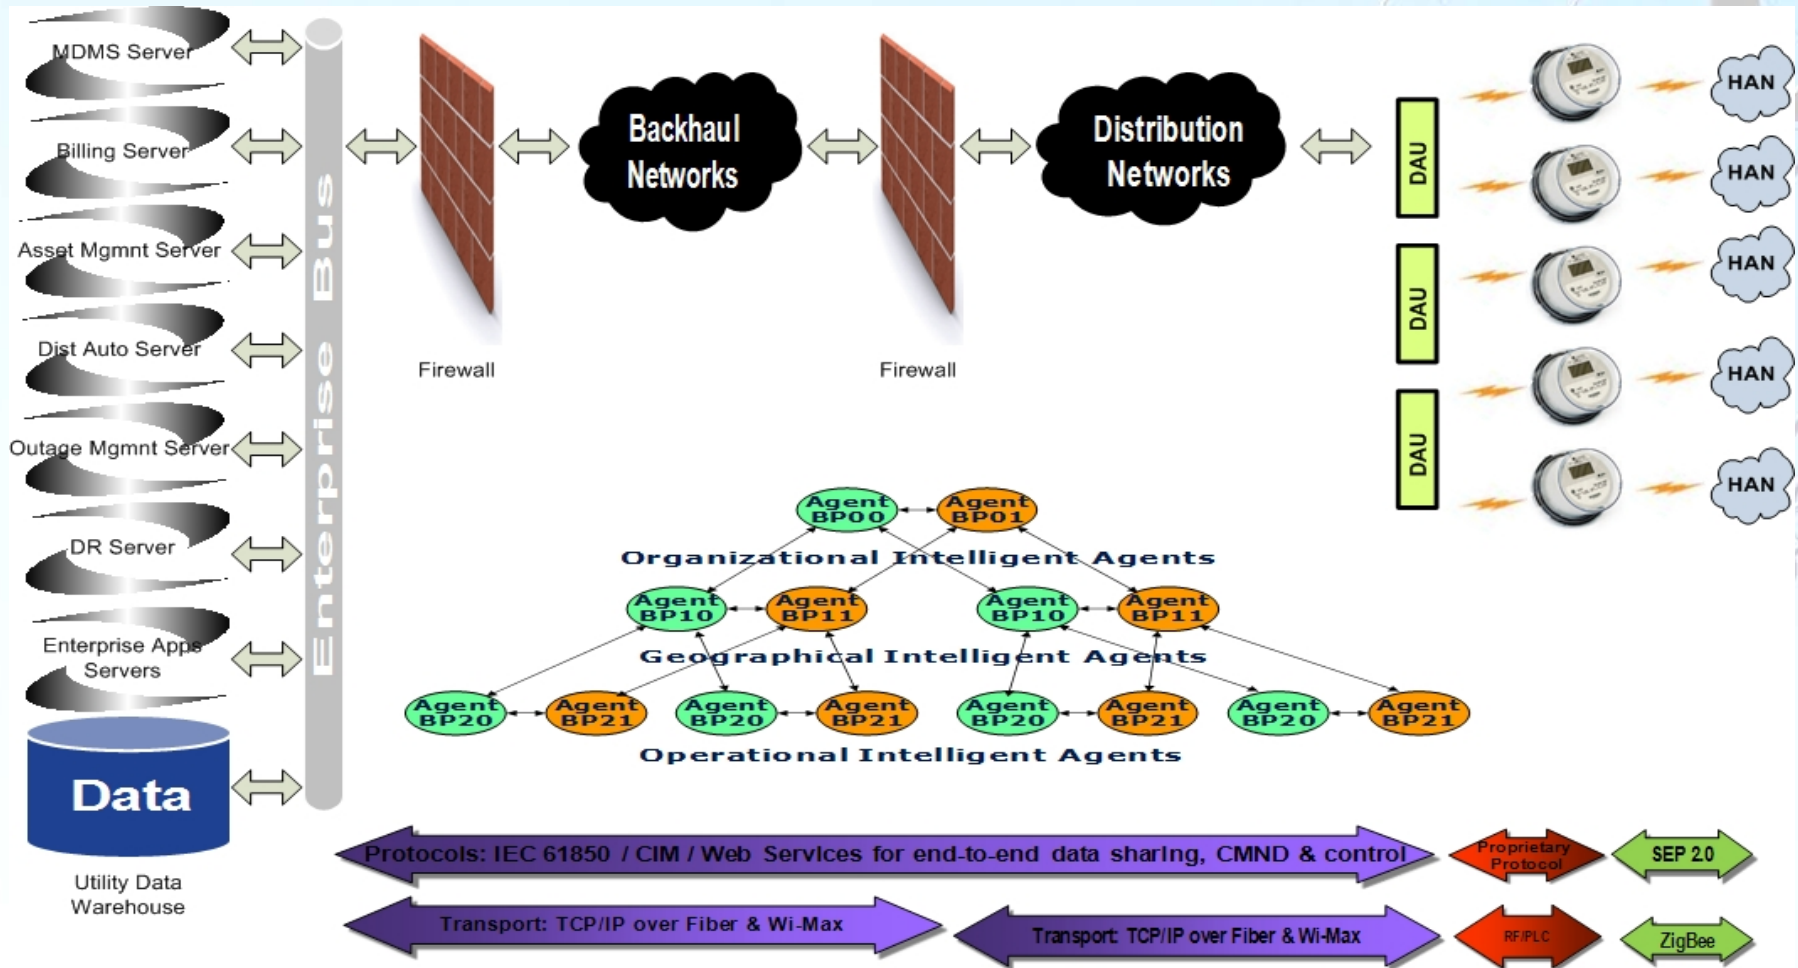 MDMS Server
Billing Server
Asset Mgmnt Server
Dist Auto Server
Outage Mgmnt Server
DR Server
Enterprise Apps
Servers
Data
Utility Data
Warehouse
Enterprise Bus
Firewall
Backhaul
Networks
Firewall
Distribution
Networks
DAU
DAU
DAU
HAN
HAN
HAN
HAN
HAN
Agent
BP00
Agent
BP01
Organizational Intelligent Agents
Agent
BP10
Agent
BP11
Agent
BP10
Agent
BP11
Geographical Intelligent Agents
Agent
BP20
Agent
BP21
Agent
BP20
Agent
BP21
Agent
BP20
Agent
BP21
Agent
BP20
Agent
BP21
Operational Intelligent Agents
Protocols: IEC 61850 / CIM / Web Services for end-to-end data sharing, CMND & control
Proprietary
Protocol
SEP 2.0
Transport: TCP/IP over Fiber & Wi-Max
Transport: TCP/IP over Fiber & Wi-Max
RF/PLC
ZigBee